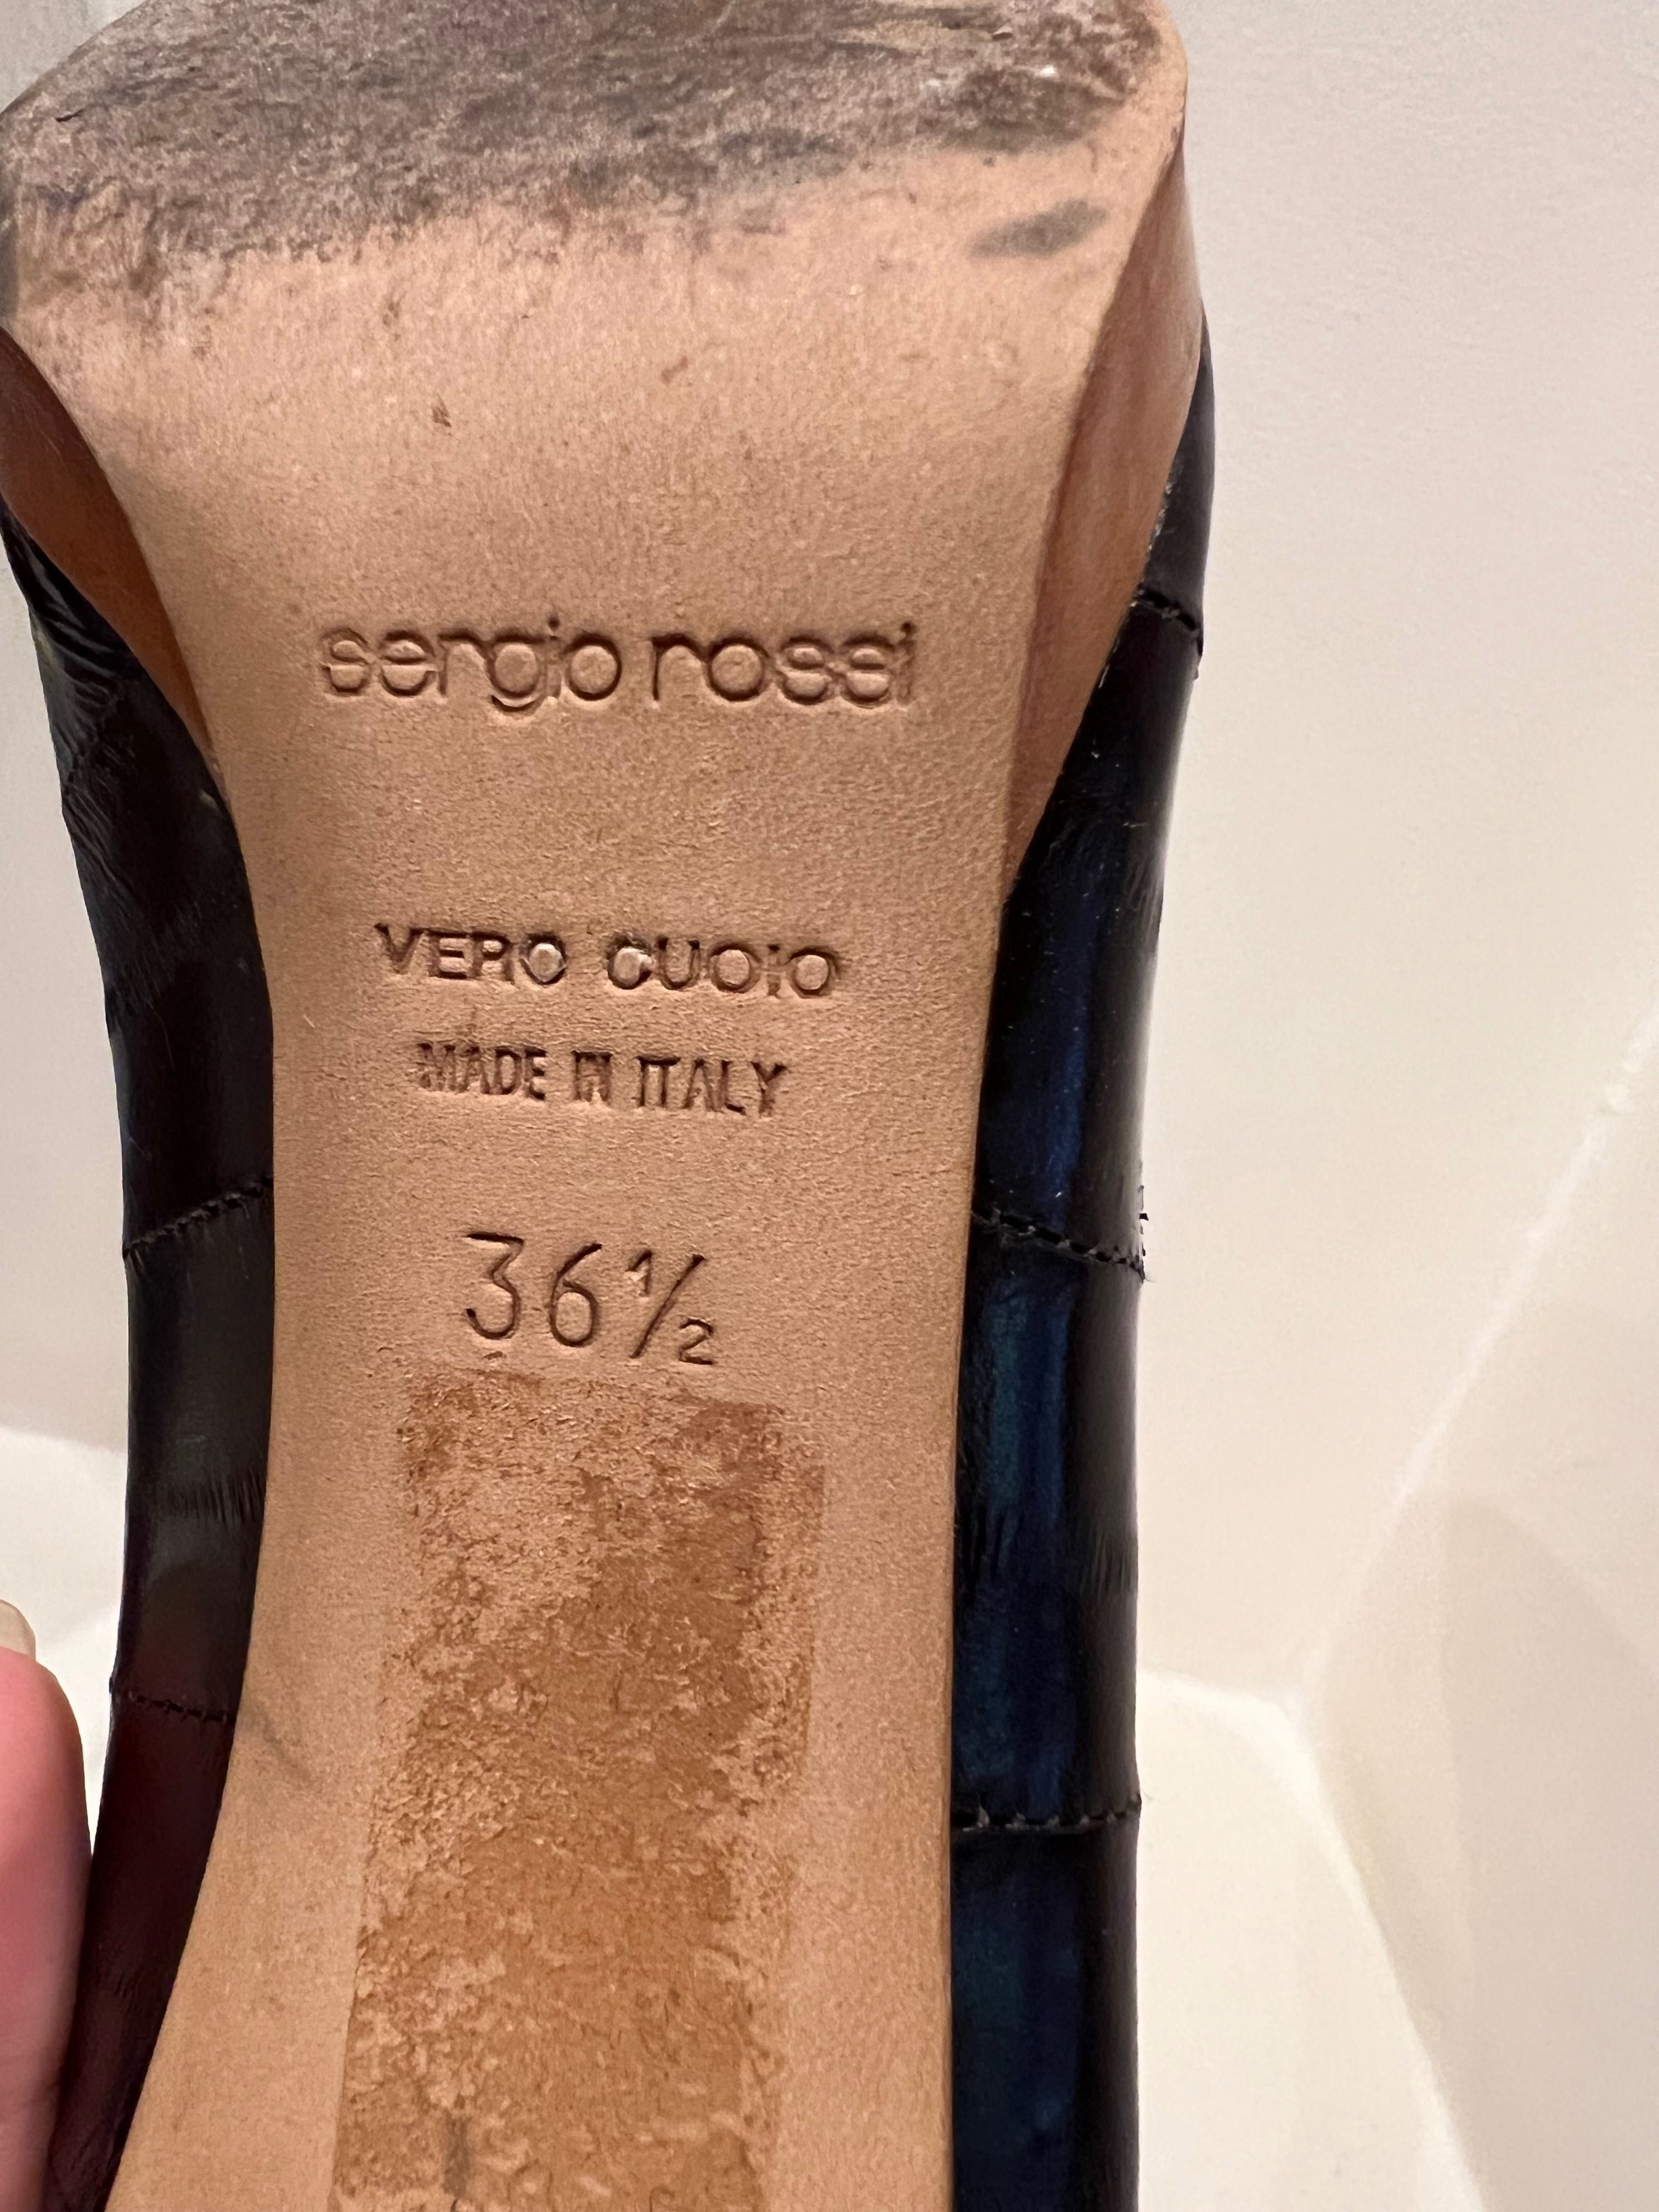 sergio rossi
VERO CUOIO
MADE IN ITALY
36½